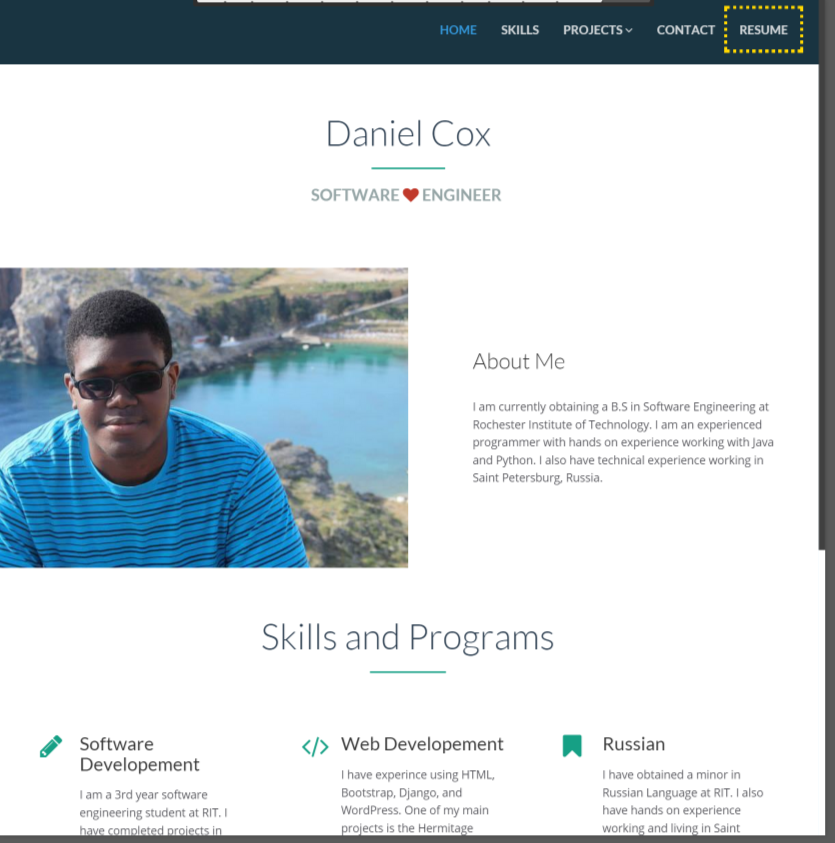 HOME SKILLS PROJECTS CONTACT RESUME
Daniel Cox
SOFTWARE ENGINEER
About Me
I am currently obtaining a B.S in Software Engineering at
Rochester Institute of Technology. I am an experienced
programmer with hands on experience working with Java
and Python. I also have technical experience working in
Saint Petersburg, Russia.
Skills and Programs
Software
Developement
I am a 3rd year software
engineering student at RIT. I
have completed projects in
Web Developement
I have experince using HTML,
Bootstrap, Django, and
WordPress. One of my main
projects is the Hermitage
Russian
I have obtained a minor in
Russian Language at RIT. I also
have hands on experience
working and living in Saint